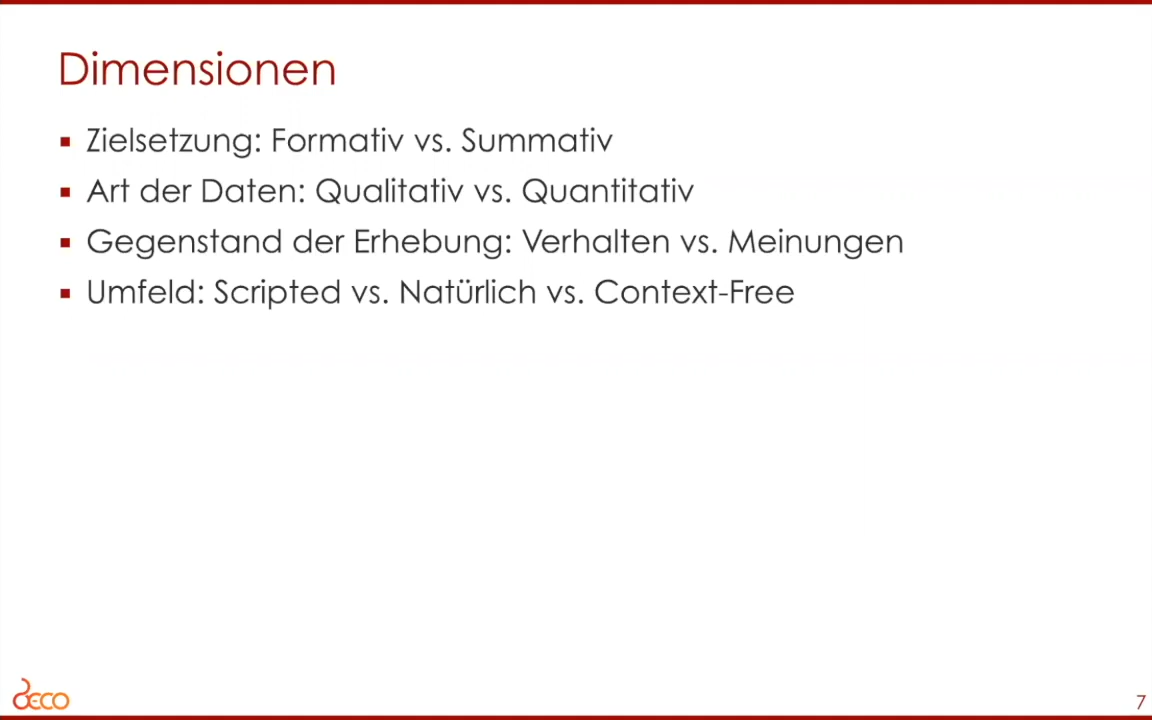 Dimensionen
▪ Zielsetzung: Formativ vs. Summativ
▪ Art der Daten: Qualitativ vs. Quantitativ
▪ Gegenstand der Erhebung: Verhalten vs. Meinungen
▪ Umfeld: Scripted vs. Natürlich vs. Context-Free
DECO
7